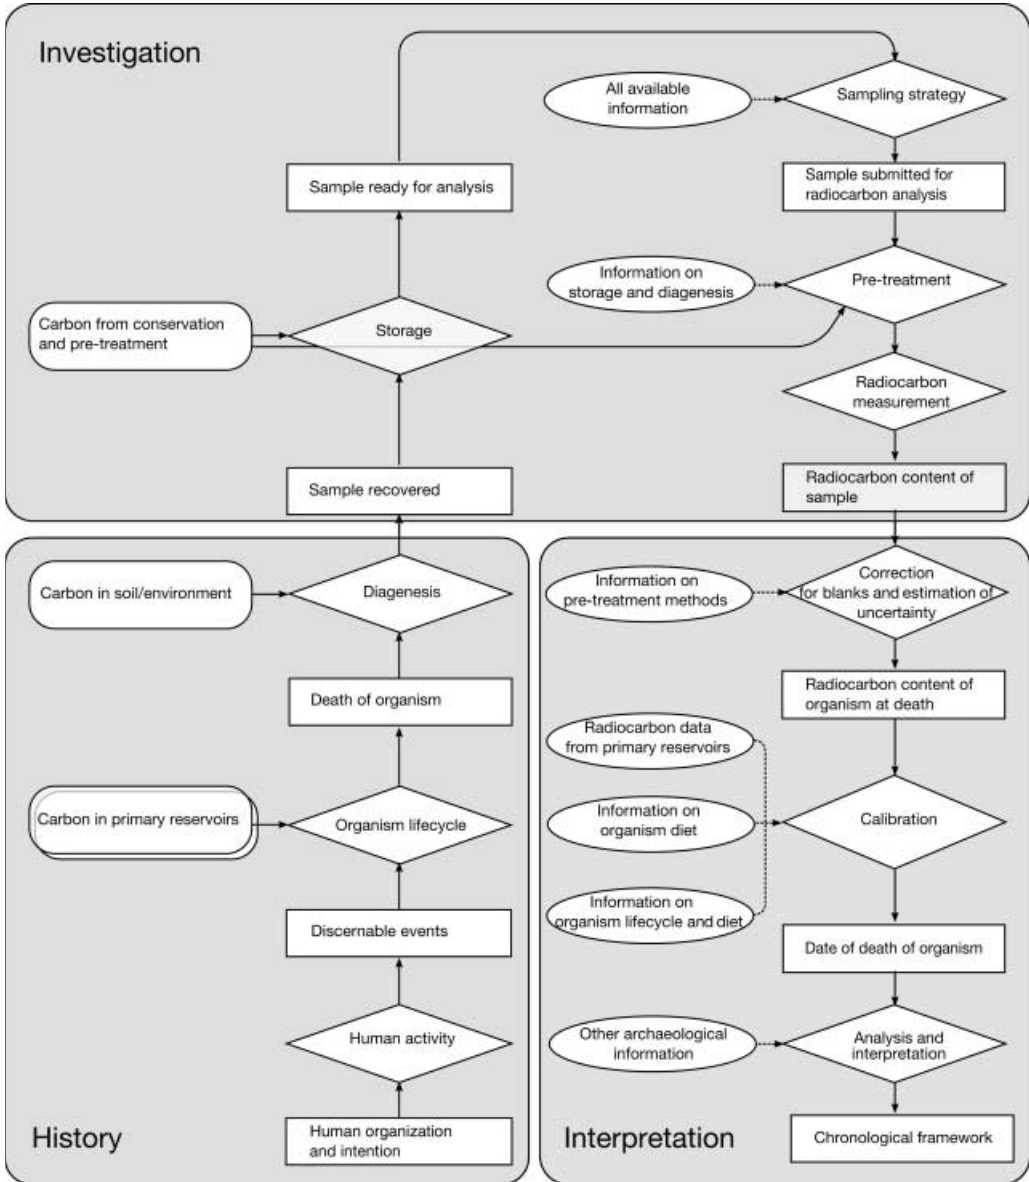 Investigation
All available
information
Sampling strategy
Sample ready for analysis
Sample submitted for
radiocarbon analysis
Information on
storage and diagenesis
Pre-treatment
Carbon from conservation
and pre-treatment
Storage
Radiocarbon
measurement
Sample recovered
Radiocarbon content of
sample
Carbon in soil/environment
Diagenesis
Death of organism
Carbon in primary reservoirs
Organism lifecycle
Discernable events
Human activity
Human organization
and intention
History
Information on
pre-treatment methods
Correction
for blanks and estimation of
uncertainty
Radiocarbon content of
organism at death
Radiocarbon data
from primary reservoirs
Information on
organism diet
Calibration
Information on
organism lifecycle and diet
Date of death of organism
Other archaeological
information
Analysis and
interpretation
Interpretation
Chronological framework